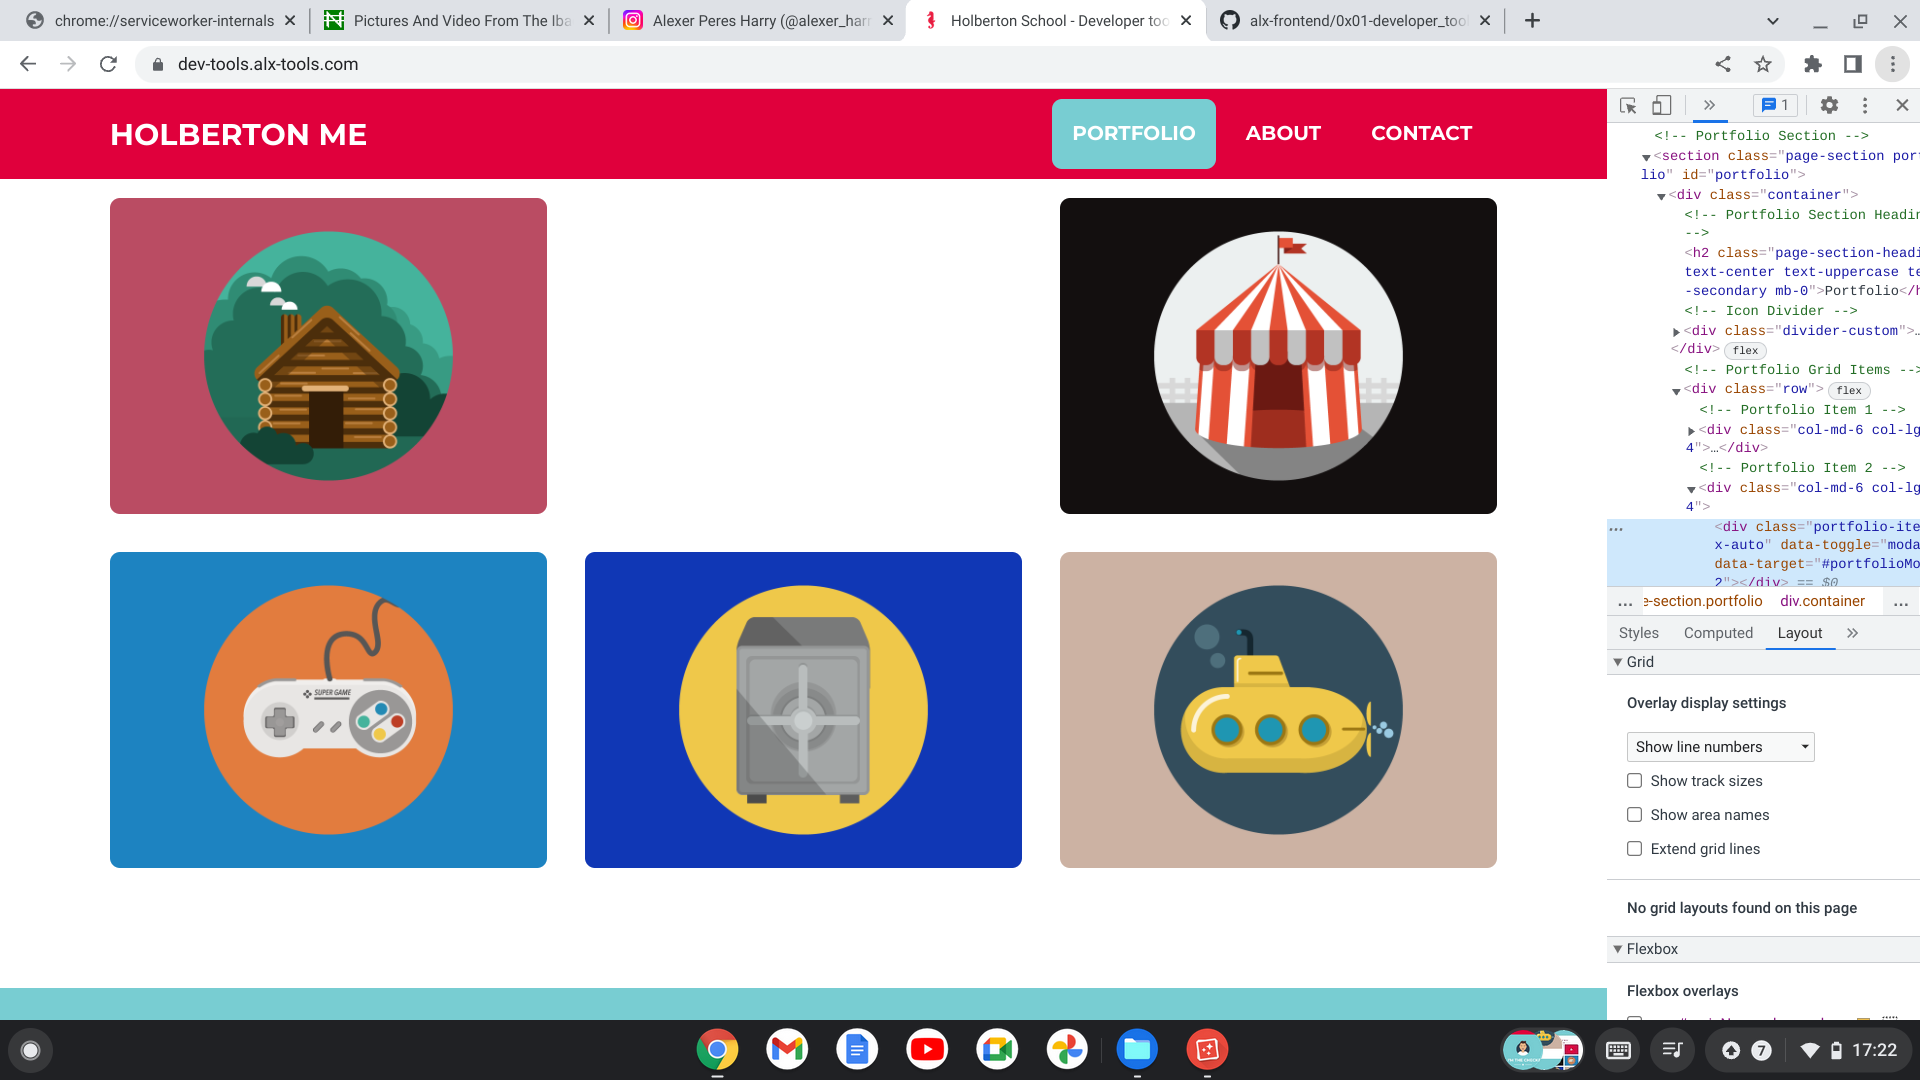 chrome://serviceworker-internals
Pictures And Video From The Iba
Alexer Peres Harry (@alexer_harr
Holberton School - Developer too
alx-frontend/0x01-developer_tool
dev-tools.alx-tools.com
HOLBERTON ME
PORTFOLIO
ABOUT
CONTACT
SUPER GAME
1
<!-- Portfolio Section -->
<section class="page-section port
lio" id="portfolio">
<div class="container">
<!-- Portfolio Section Headin
-->
<h2 class="page-section-headi
text-center text-uppercase te
-secondary mb-0">Portfolio</h
<!-- Icon Divider -->
<div class="divider-custom">…
</div> flex
<!-- Portfolio Grid Items -->
<div class="row"> flex
<!-- Portfolio Item 1 -->
<div class="col-md-6 col-lg
4">…</div>
<!-- Portfolio Item 2 -->
<div class="col-md-6 col-lg
4">
… <div class="portfolio-ite
x-auto" data-toggle="moda
data-target="#portfolioMo
2"></div> == $0
… e-section.portfolio div.container …
Styles Computed Layout
Grid
Overlay display settings
Show line numbers
Show track sizes
Show area names
Extend grid lines
No grid layouts found on this page
Flexbox
Flexbox overlays
7 17:22